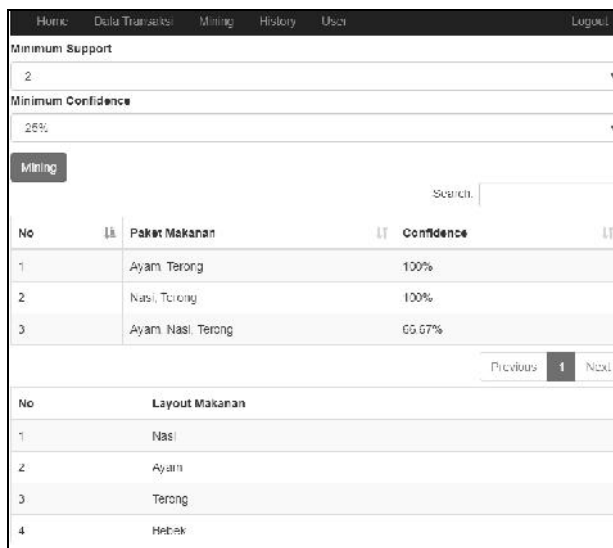 Home Data Transaksi Mining History User Logout
Minimum Support
2
Minimum Confidence
25%
Mining
Search:
No Paket Makanan Confidence
1 Ayam, Terong 100%
2 Nasi, Terong 100%
3 Ayam, Nasi, Terong 66.67%
Previous 1 Next
No Layout Makanan
1 Nasi
2 Ayam
3 Terong
4 Bebek